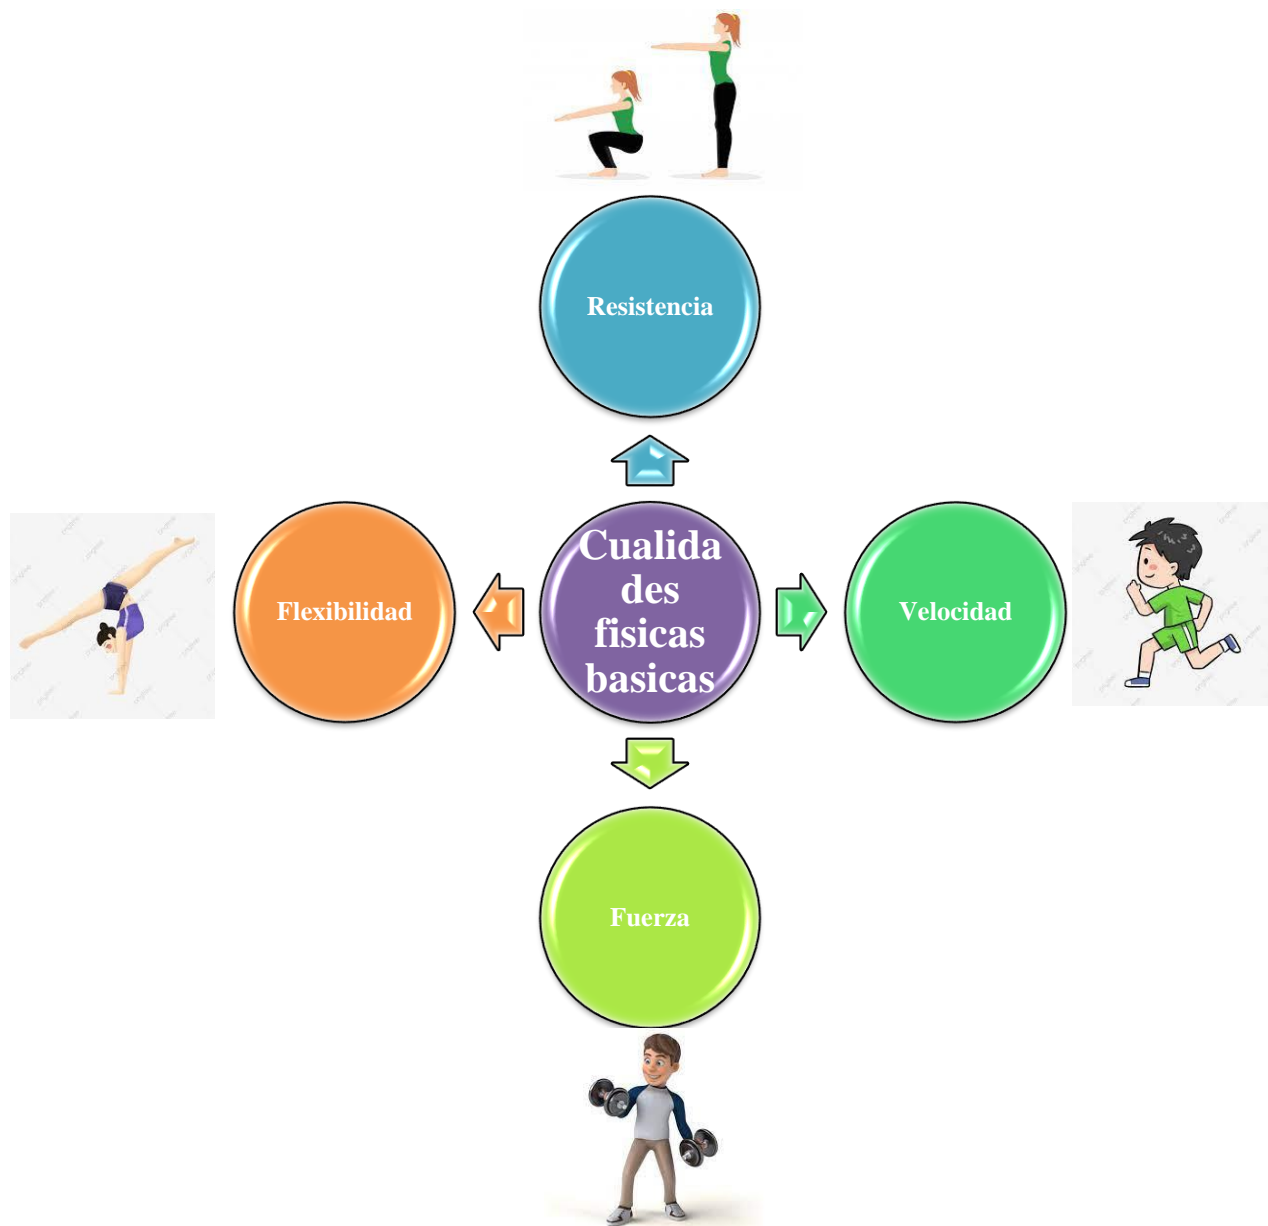 Resistencia
Flexibilidad
Cualida
des
fisicas
basicas
Velocidad
Fuerza